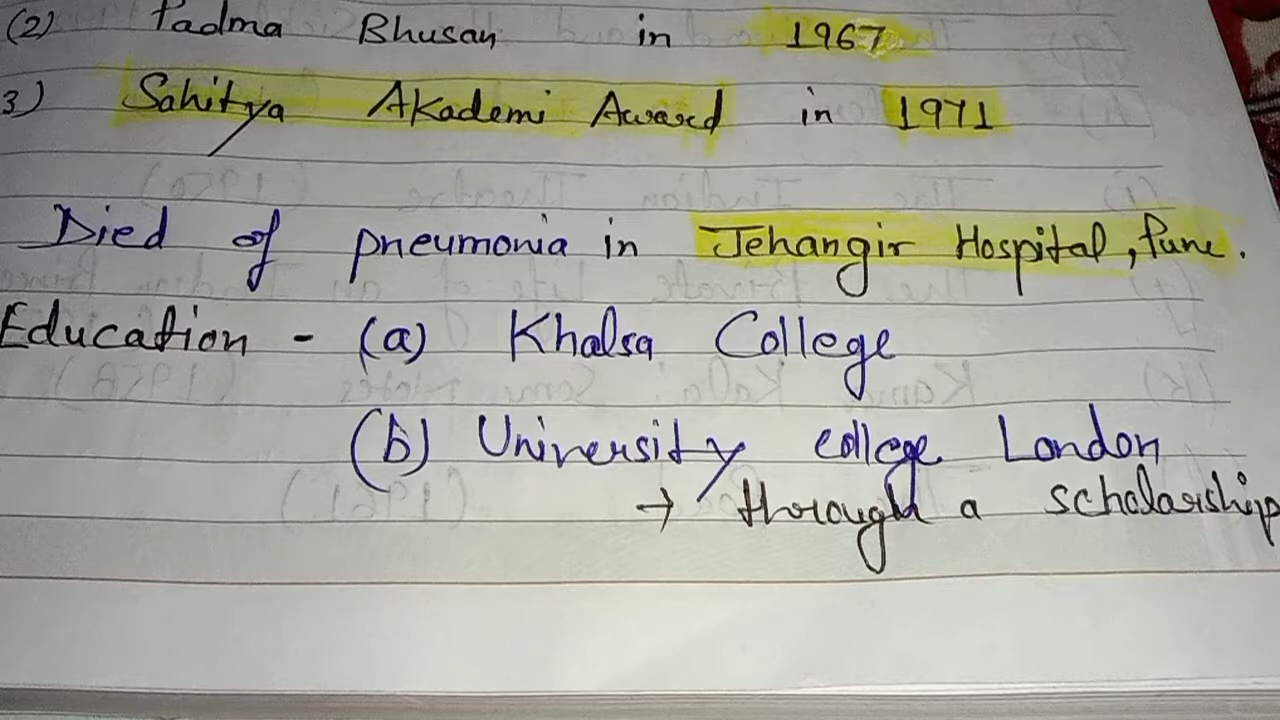 (2) Padma Bhusan in 1967
3) Sahitya Akademi Award in 1971
Died of pneumonia in Jehangir Hospital, Pune.
Education - (a) Khalsa College
(b) University college London
→ through a scholarship